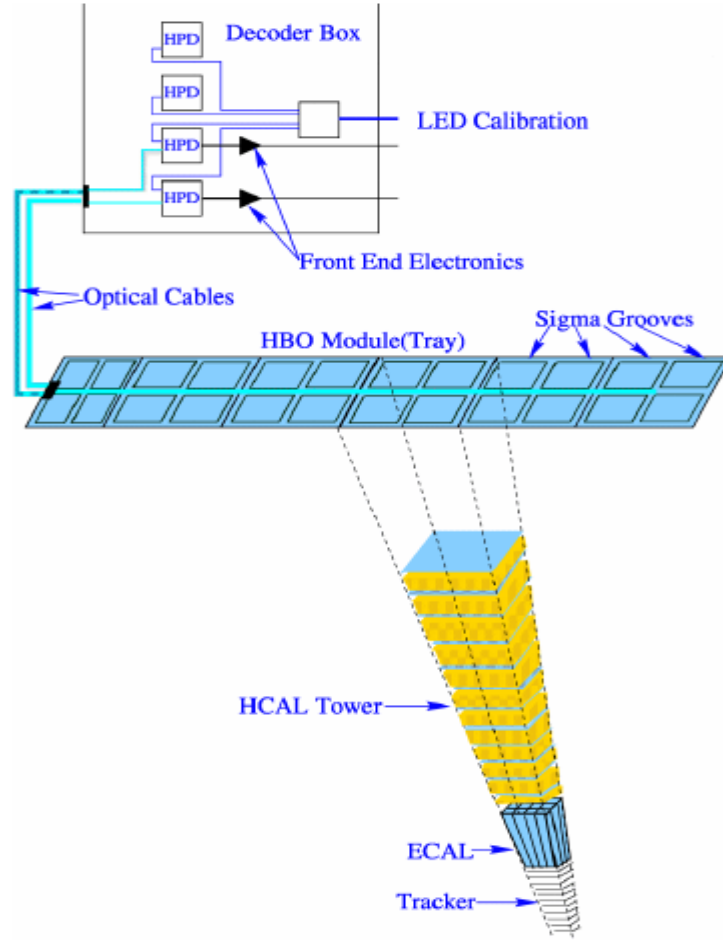 HPD
Decoder Box
HPD
LED Calibration
HPD
HPD
Front End Electronics
Optical Cables
Sigma Grooves
HBO Module(Tray)
HCAL Tower
ECAL
Tracker